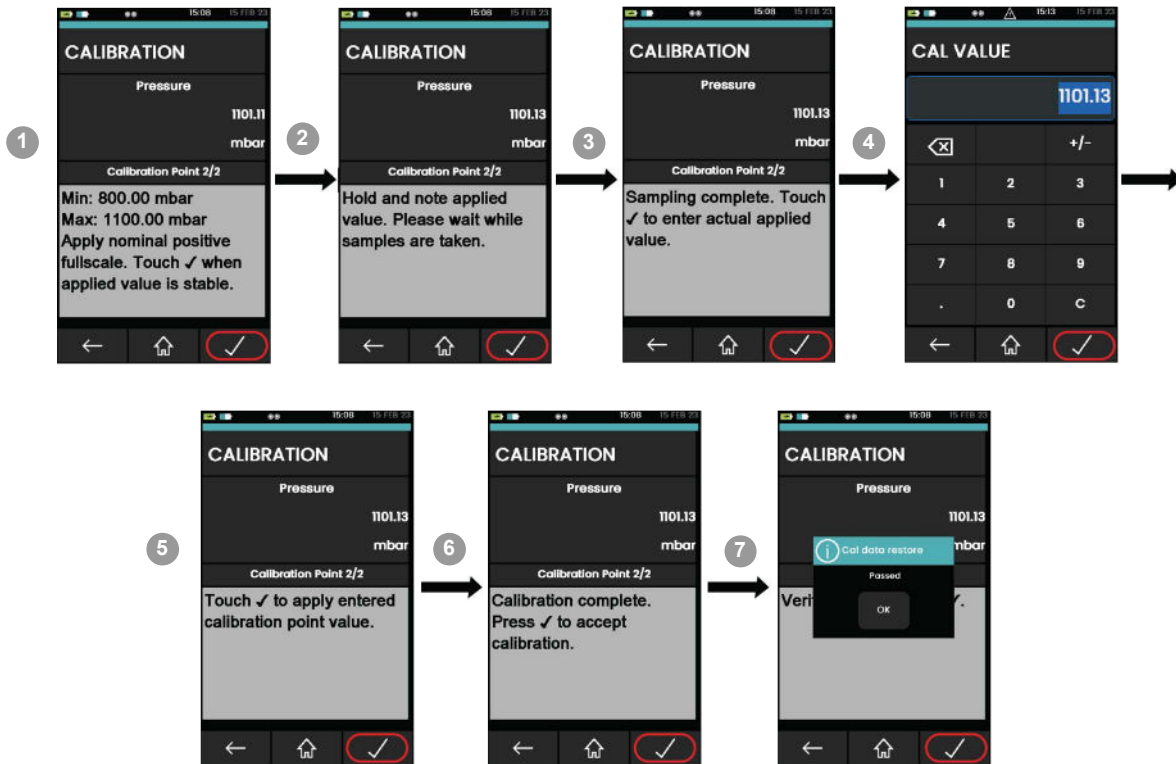 1
15:08 15 FEB 23
CALIBRATION
Pressure
1101.11
mbar
Calibration Point 2/2
Min: 800.00 mbar
Max: 1100.00 mbar
Apply nominal positive
fullscale. Touch ✓ when
applied value is stable.
2
15:08 15 FEB 23
CALIBRATION
Pressure
1101.13
mbar
Calibration Point 2/2
Hold and note applied
value. Please wait while
samples are taken.
3
15:08 15 FEB 23
CALIBRATION
Pressure
1101.13
mbar
Calibration Point 2/2
Sampling complete. Touch
✓ to enter actual applied
value.
4
15:13 15 FEB 23
CAL VALUE
1101.13
+/-
1 2 3
4 5 6
7 8 9
. 0 C
5
15:08 15 FEB 23
CALIBRATION
Pressure
1101.13
mbar
Calibration Point 2/2
Touch ✓ to apply entered
calibration point value.
6
15:08 15 FEB 23
CALIBRATION
Pressure
1101.13
mbar
Calibration Point 2/2
Calibration complete.
Press ✓ to accept
calibration.
7
15:08 15 FEB 23
CALIBRATION
Pressure
1101.13
mbar
Cal data restore
Passed
OK